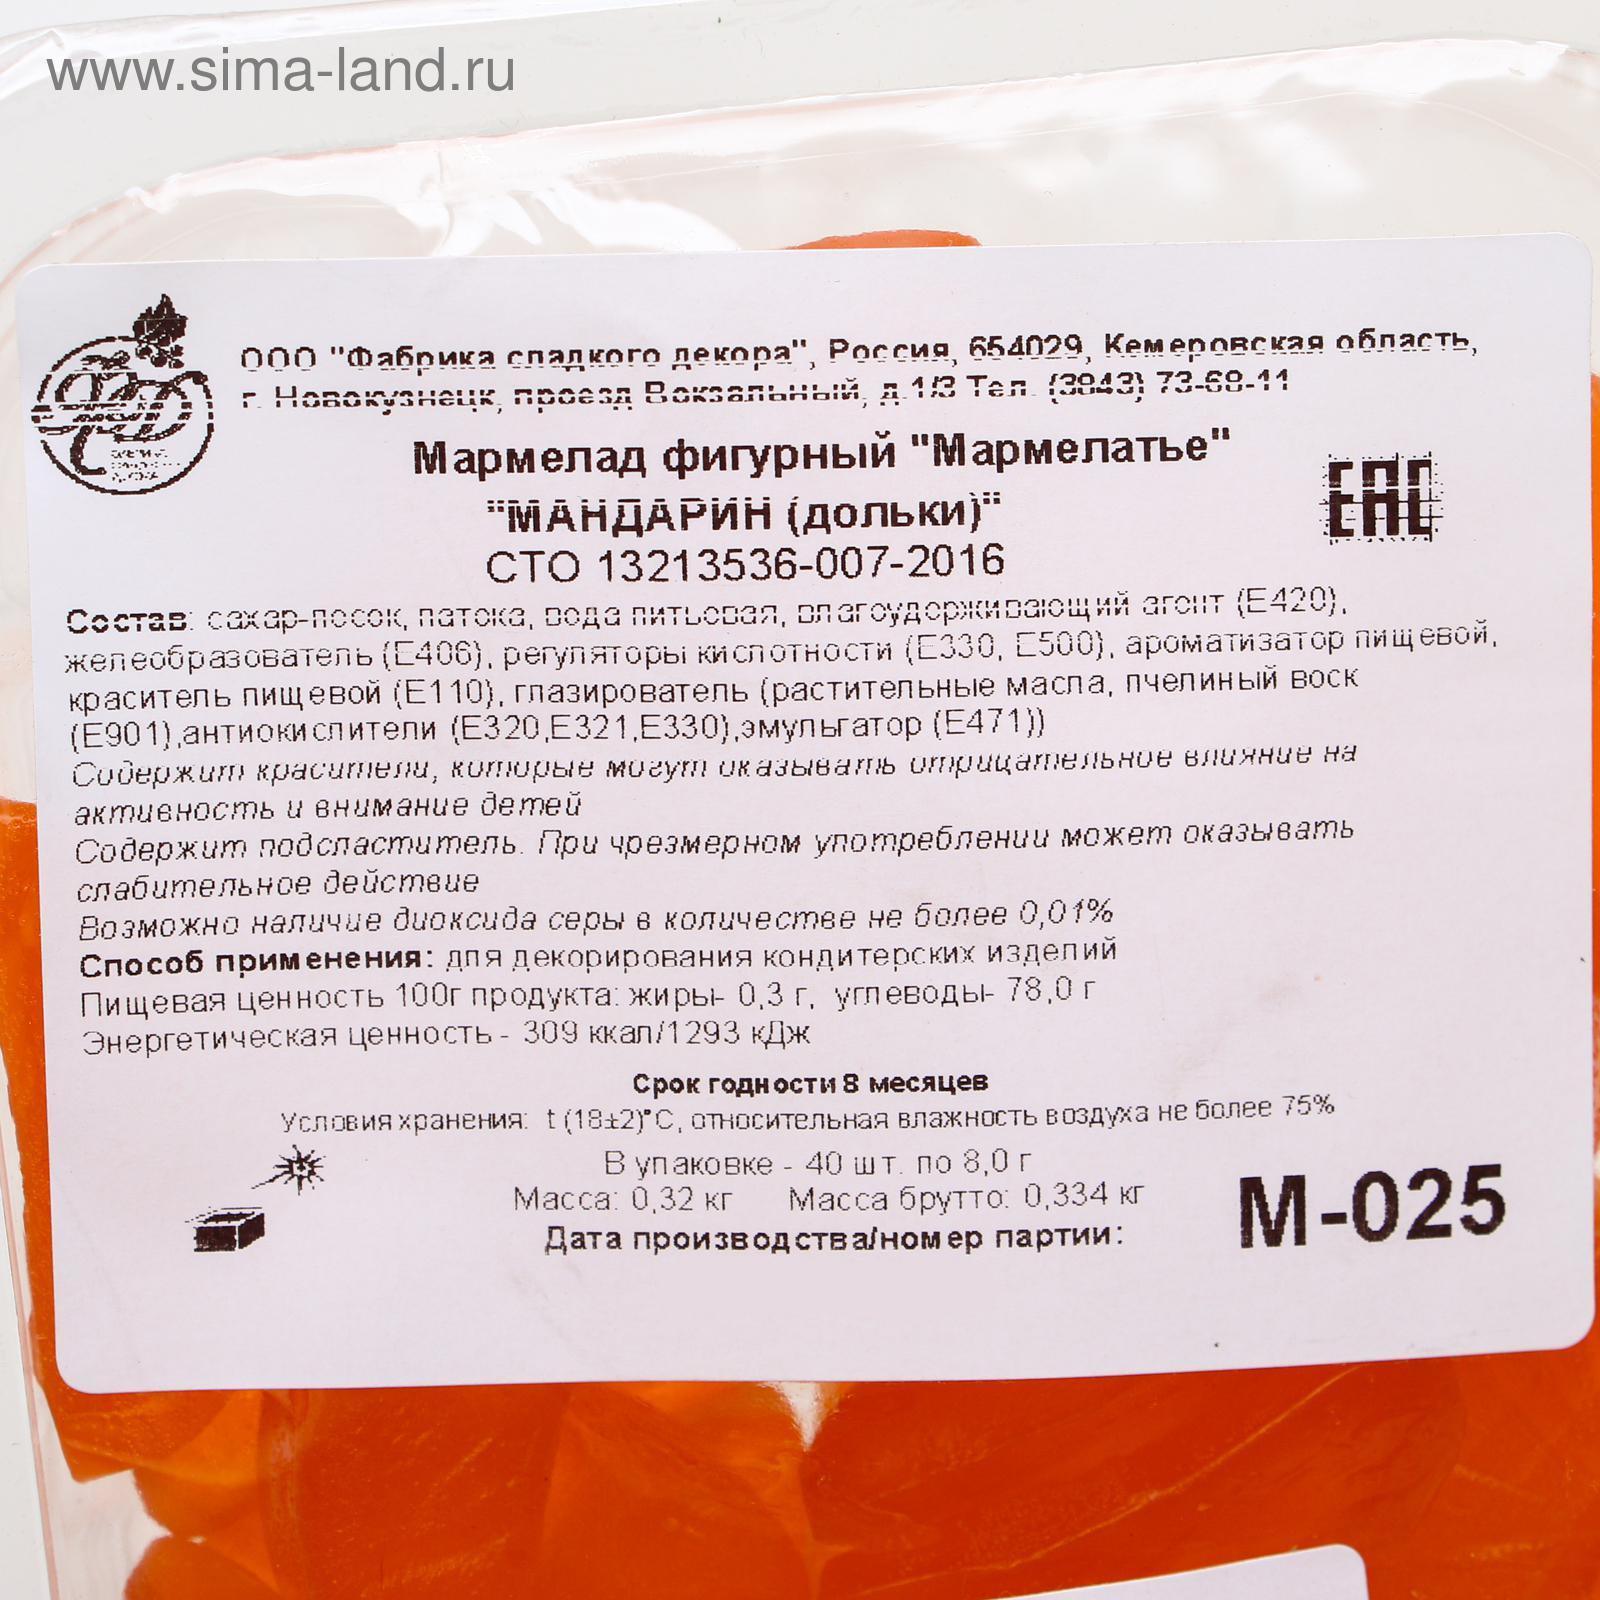 www.sima-land.ru
ООО "Фабрика сладкого декора", Россия, 654029, Кемеровская область,
г. Новокузнецк, проезд Вокзальный, д.1/3 Тел. (3843) 73-68-11
Мармелад фигурный "Мармелатье"
"МАНДАРИН (дольки)"
EAC
СТО 13213536-007-2016
Состав: сахар-песок, патока, вода питьевая, влагоудерживающий агент (Е420),
желеобразователь (Е406), регуляторы кислотности (Е330, Е500), ароматизатор пищевой,
краситель пищевой (Е110), глазирователь (растительные масла, пчелиный воск
(Е901),антиокислители (Е320,Е321,Е330),эмульгатор (Е471))
Содержит красители, которые могут оказывать отрицательное влияние на
активность и внимание детей
Содержит подсластитель. При чрезмерном употреблении может оказывать
слабительное действие
Возможно наличие диоксида серы в количестве не более 0,01%
Способ применения: для декорирования кондитерских изделий
Пищевая ценность 100г продукта: жиры- 0,3 г, углеводы- 78,0 г
Энергетическая ценность - 309 ккал/1293 кДж
Срок годности 8 месяцев
Условия хранения: t (18±2)°С, относительная влажность воздуха не более 75%
В упаковке - 40 шт. по 8,0 г
Масса: 0,32 кг Масса брутто: 0,334 кг
Дата производства/номер партии:
М-025